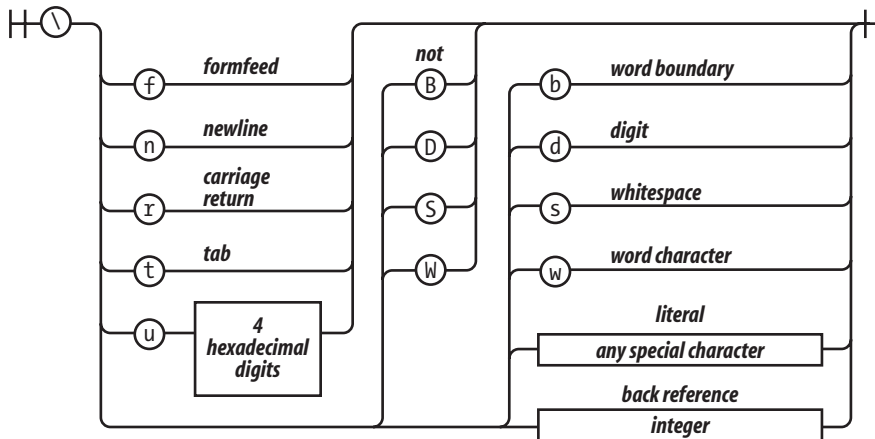 \
not
f formfeed B b word boundary
n newline D d digit
r carriage
return S s whitespace
t tab W w word character
u 4
hexadecimal
digits
literal
any special character
back reference
integer